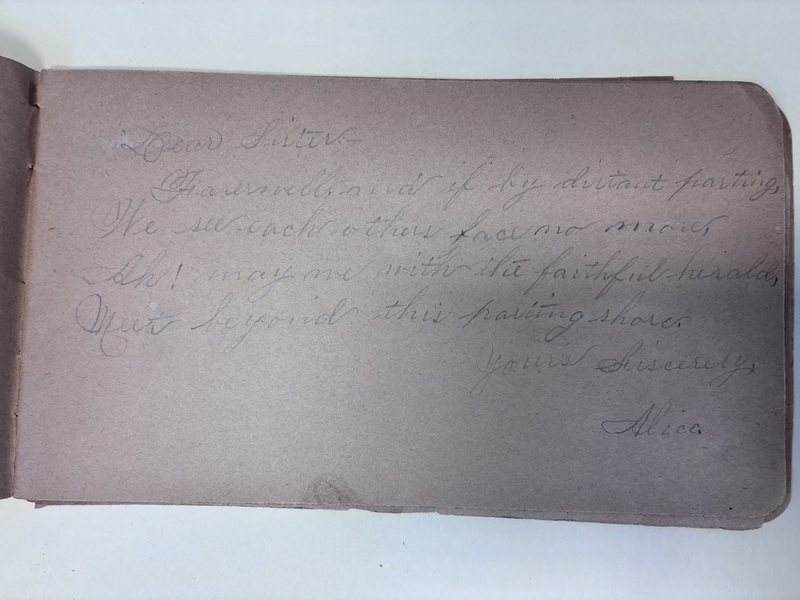 Dear Sister:—
Farewell, and if by distant parting,
We see each others face no more,
Ah! may we with the faithful herald,
Meet beyond this parting shore.
Yours Sincerely,
Alica